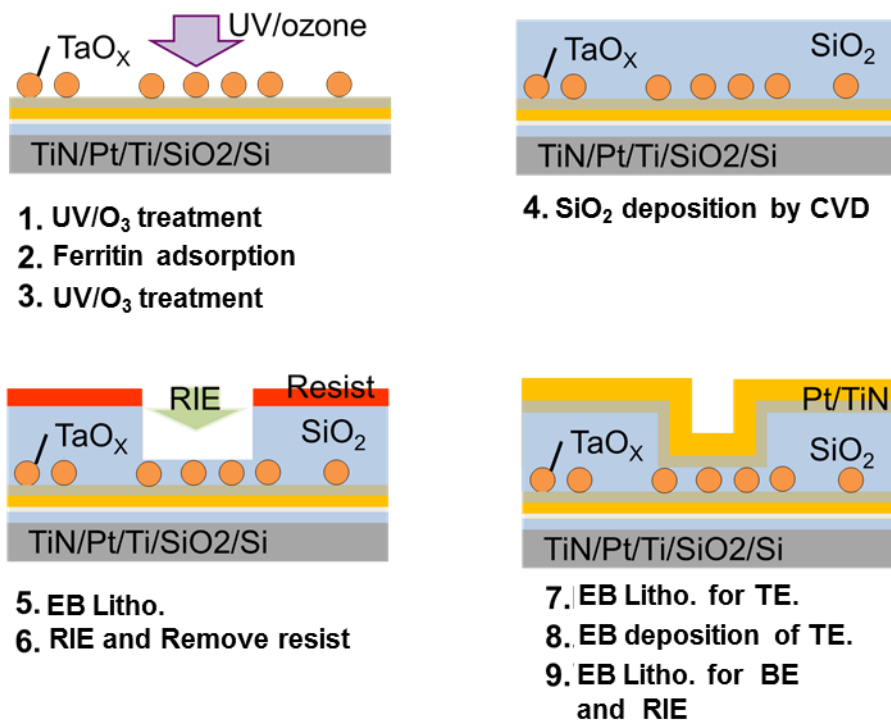 UV/ozone
TaOX
TiN/Pt/Ti/SiO2/Si
1. UV/O3 treatment
2. Ferritin adsorption
3. UV/O3 treatment
TaOX
SiO2
TiN/Pt/Ti/SiO2/Si
4. SiO2 deposition by CVD
RIE
Resist
TaOX
SiO2
TiN/Pt/Ti/SiO2/Si
5. EB Litho.
6. RIE and Remove resist
Pt/TiN
TaOX
SiO2
TiN/Pt/Ti/SiO2/Si
7. EB Litho. for TE.
8. EB deposition of TE.
9. EB Litho. for BE
and RIE